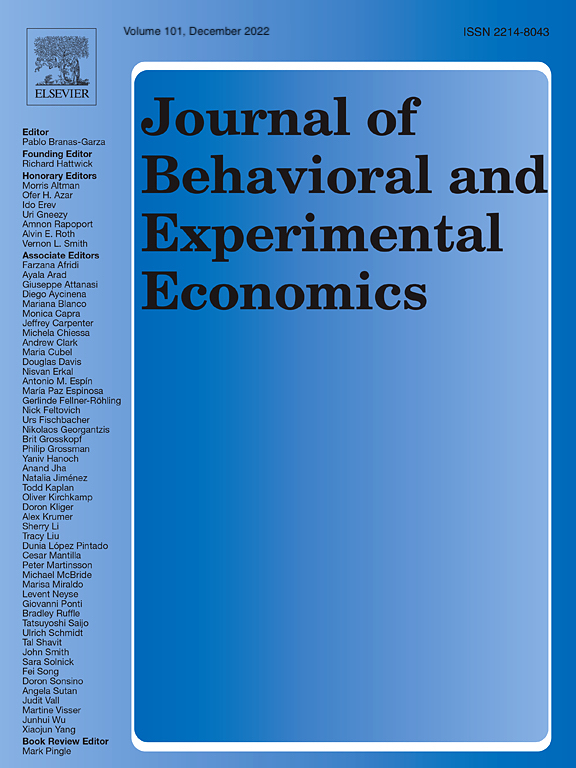 Volume 101, December 2022
ISSN 2214-8043
ELSEVIER
Journal of
Behavioral and
Experimental
Economics
Editor
Pablo Branas-Garza
Founding Editor
Richard Hattwick
Honorary Editors
Morris Altman
Ofer H. Azar
Ido Erev
Uri Gneezy
Amnon Rapoport
Alvin E. Roth
Vernon L. Smith
Associate Editors
Farzana Afridi
Ayala Arad
Giuseppe Attanasi
Diego Aycinena
Mariana Blanco
Monica Capra
Jeffrey Carpenter
Michela Chiessa
Andrew Clark
Maria Cubel
Douglas Davis
Nisvan Erkal
Antonio M. Espín
María Paz Espinosa
Gerlinde Fellner-Röhling
Nick Feltovich
Urs Fischbacher
Nikolaos Georgantzis
Brit Grosskopf
Philip Grossman
Yaniv Hanoch
Anand Jha
Natalia Jiménez
Todd Kaplan
Oliver Kirchkamp
Doron Kliger
Alex Krumer
Sherry Li
Tracy Liu
Dunia López Pintado
Cesar Mantilla
Peter Martinsson
Michael McBride
Marisa Miraldo
Levent Neyse
Giovanni Ponti
Bradley Ruffle
Tatsuyoshi Saijo
Ulrich Schmidt
Tal Shavit
John Smith
Sara Solnick
Fei Song
Doron Sonsino
Angela Sutan
Judit Vall
Martine Visser
Junhui Wu
Xiaojun Yang
Book Review Editor
Mark Pingle